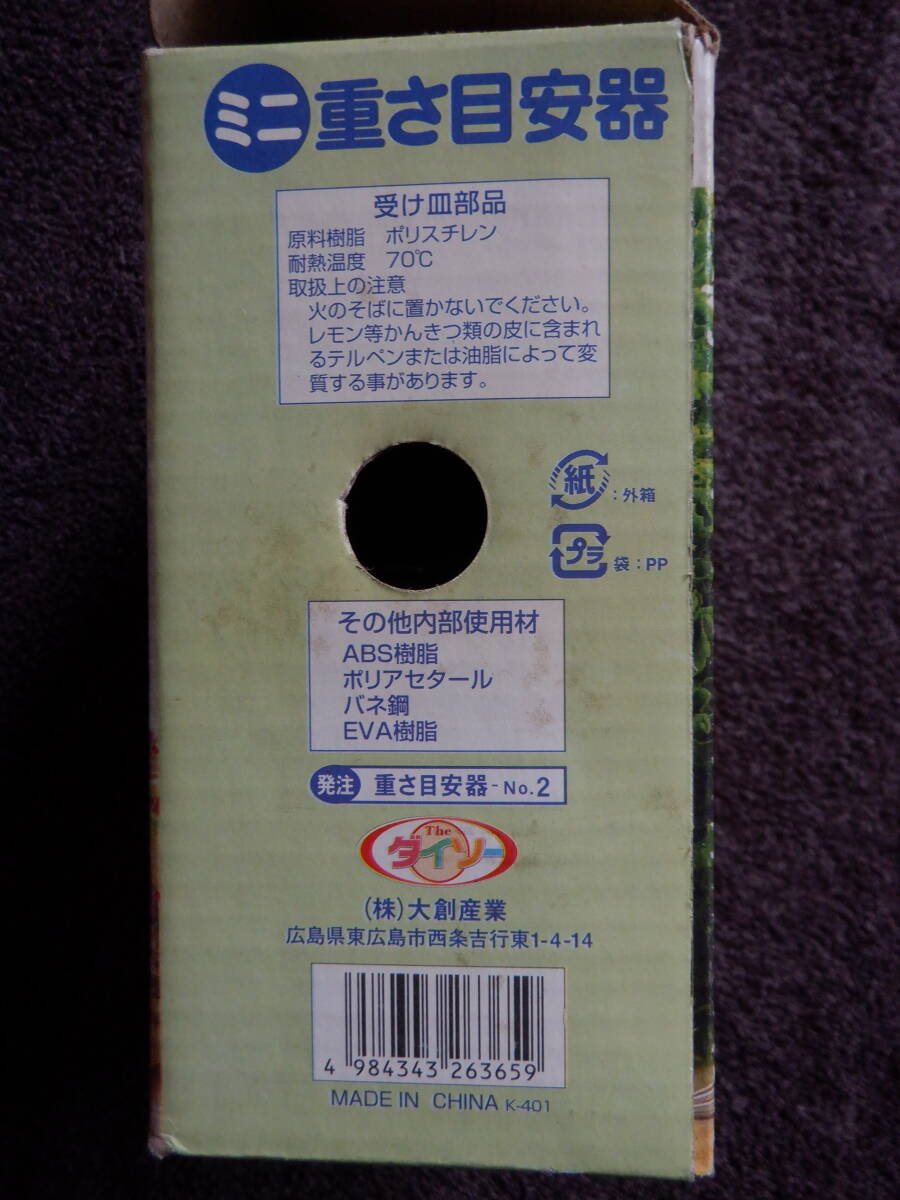 ミニ重さ目安器
受け皿部品
原料樹脂 ポリスチレン
耐熱温度 70℃
取扱上の注意
火のそばに置かないでください。
レモン等かんきつ類の皮に含まれ
るテルペンまたは油脂によって変
質する事があります。
紙:外箱
プラ 袋:PP
その他内部使用材
ABS樹脂
ポリアセタール
バネ鋼
EVA樹脂
発注 重さ目安器-No.2
The
ダイソー
(株)大創産業
広島県東広島市西条吉行東1-4-14
4 984343 263659
MADE IN CHINA K-401